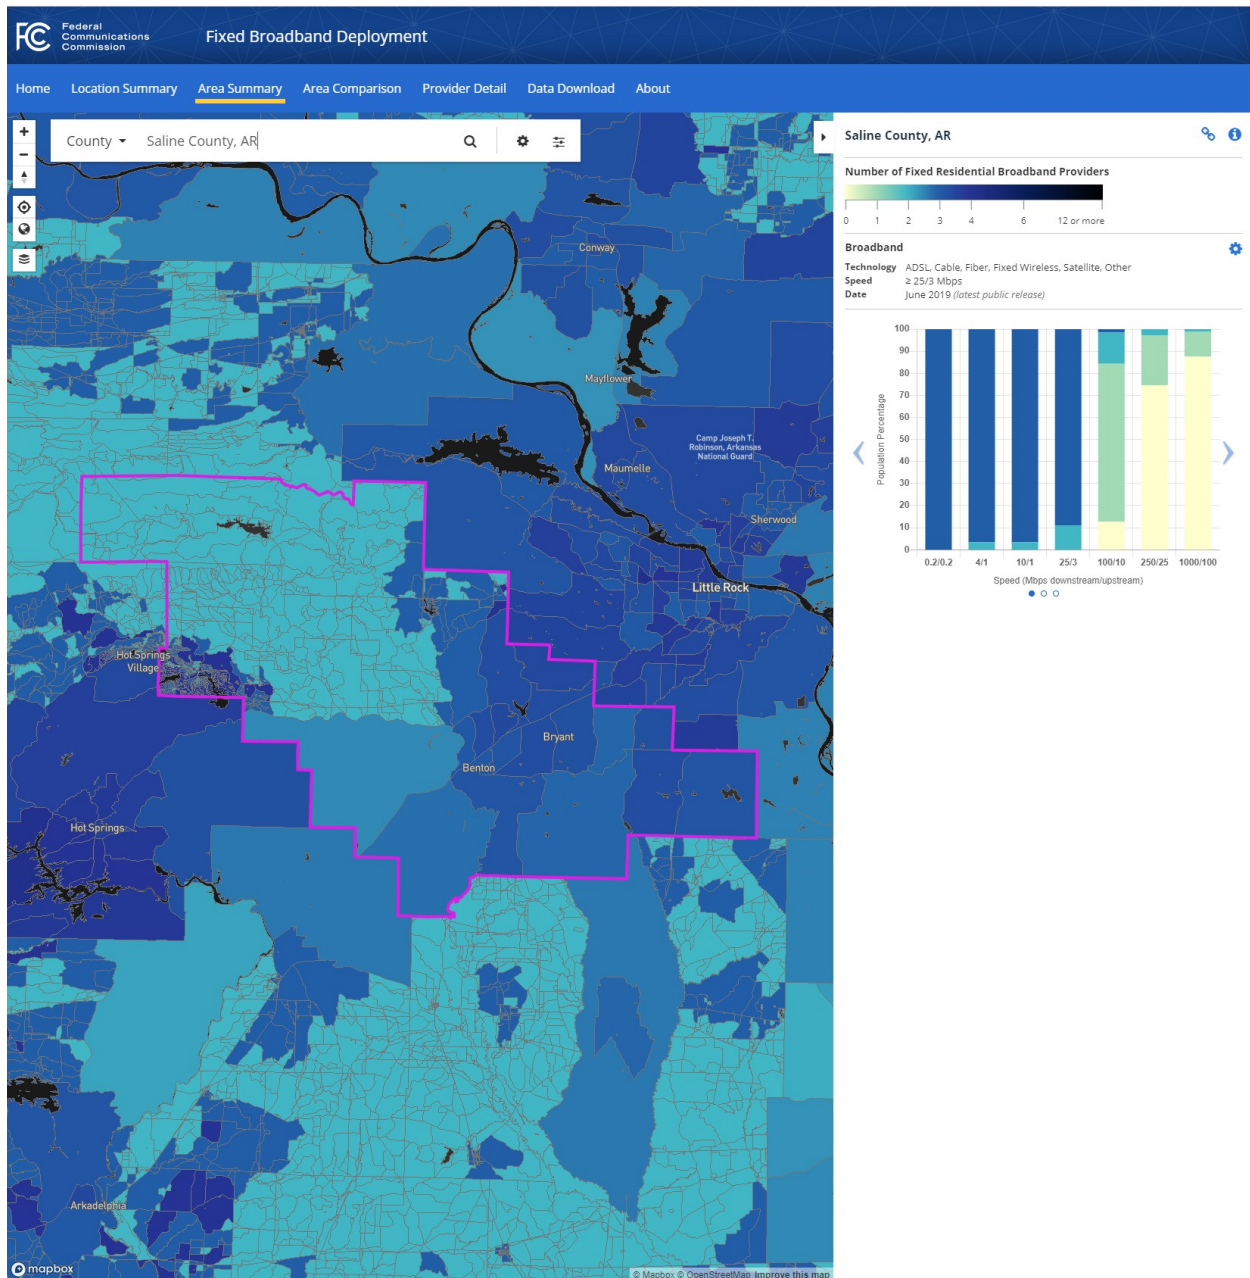 FC
Federal
Communications
Commission
Fixed Broadband Deployment
Home Location Summary Area Summary Area Comparison Provider Detail Data Download About
County Saline County, AR
Saline County, AR
Number of Fixed Residential Broadband Providers
0 1 2 3 4 6 12 or more
Broadband
Technology ADSL, Cable, Fiber, Fixed Wireless, Satellite, Other
Speed ≥ 25/3 Mbps
Date June 2019 (latest public release)
Population Percentage
100
90
80
70
60
50
40
30
20
10
0
0.2/0.2 4/1 10/1 25/3 100/10 250/25 1000/100
Speed (Mbps downstream/upstream)
Conway
Mayflower
Camp Joseph T.
Robinson, Arkansas
National Guard
Maumelle
Sherwood
Little Rock
Hot Springs
Village
Bryant
Benton
Hot Springs
Arkadelphia
mapbox
© Mapbox © OpenStreetMap Improve this map